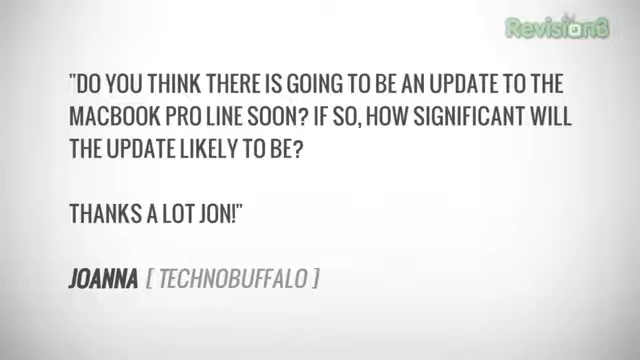 Revision3
"DO YOU THINK THERE IS GOING TO BE AN UPDATE TO THE
MACBOOK PRO LINE SOON? IF SO, HOW SIGNIFICANT WILL
THE UPDATE LIKELY TO BE?
THANKS A LOT JON!"
JOANNA [ TECHNOBUFFALO ]